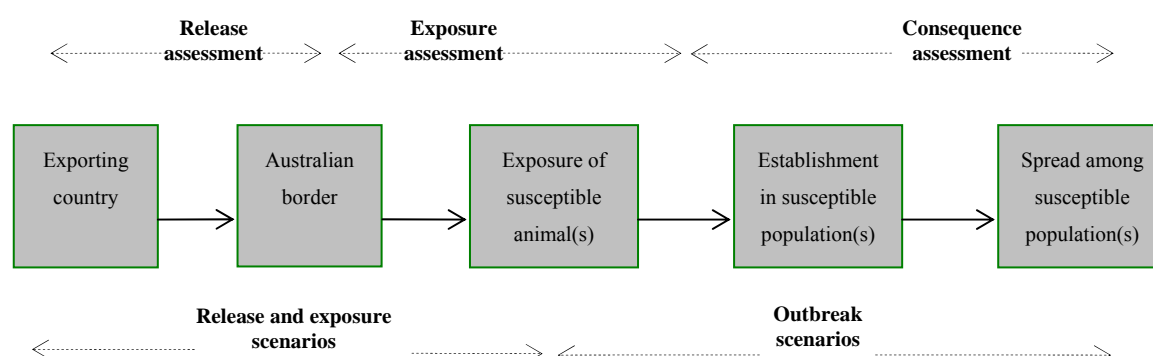 Release
assessment
Exposure
assessment
Consequence
assessment
Exporting
country
Australian
border
Exposure of
susceptible
animal(s)
Establishment
in susceptible
population(s)
Spread among
susceptible
population(s)
Release and exposure
scenarios
Outbreak
scenarios